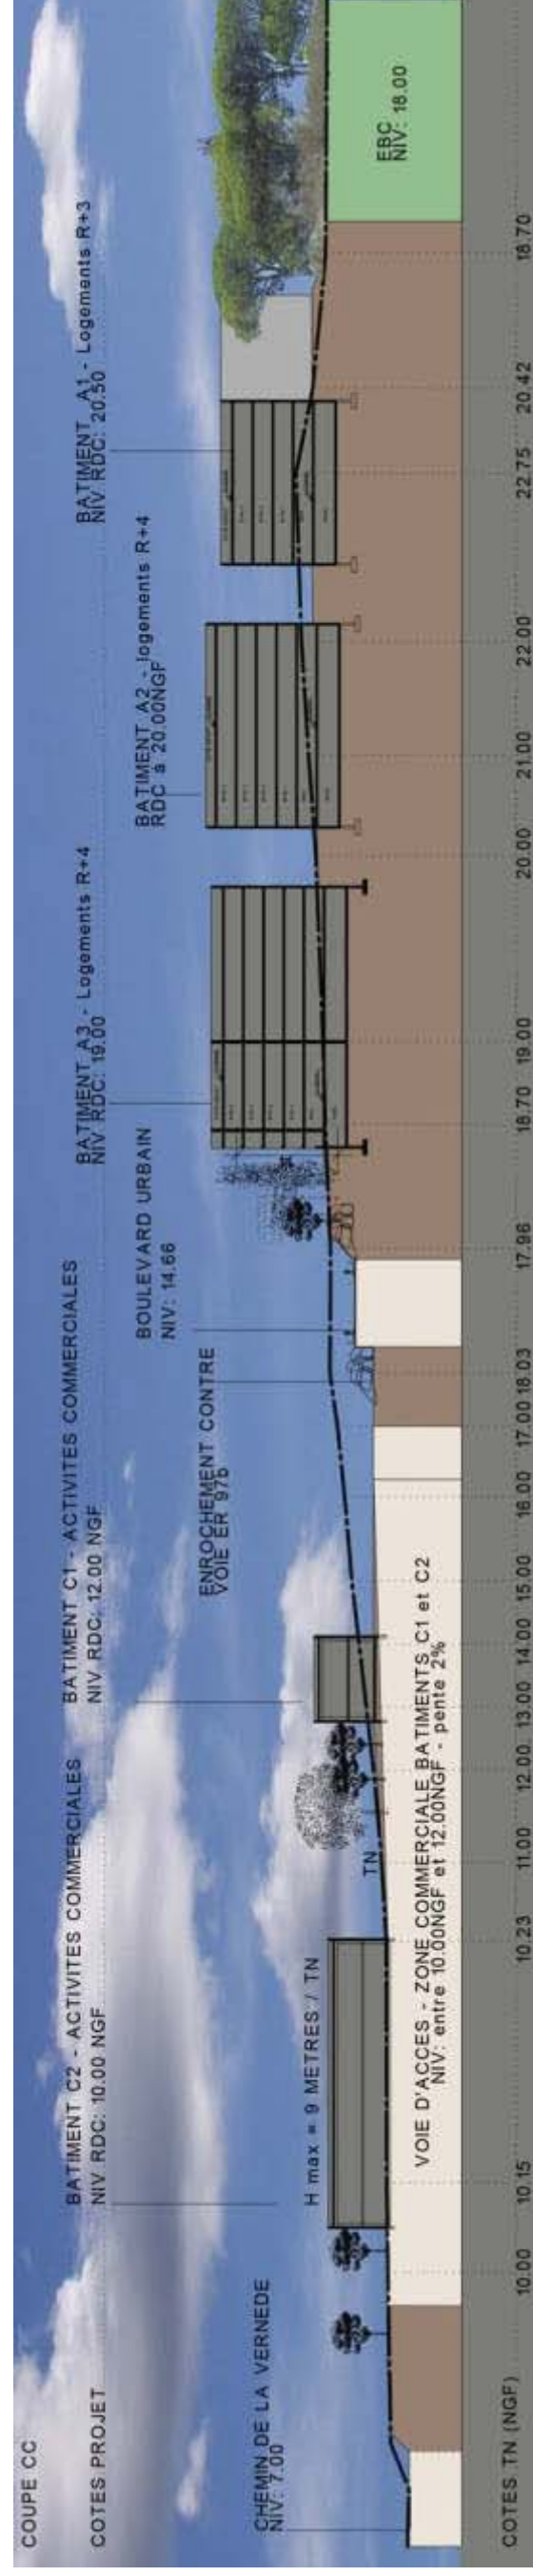 COUPE CC
COTES PROJET
CHEMIN DE LA VERNEDE
NIV: 7.00
BATIMENT C2 - ACTIVITES COMMERCIALES
NIV RDC: 10.00 NGF
H max = 9 METRES / TN
BATIMENT C1 - ACTIVITES COMMERCIALES
NIV RDC: 12.00 NGF
TN
ENROCHEMENT CONTRE
VOIE ER 97b
BOULEVARD URBAIN
NIV: 14.66
BATIMENT A3 - Logements R+4
NIV RDC: 19.00
BATIMENT A2 - logements R+4
RDC à 20.00NGF
BATIMENT A1 - Logements R+3
NIV RDC: 20.50
EBC
NIV: 18.00
VOIE D'ACCES - ZONE COMMERCIALE BATIMENTS C1 et C2
NIV: entre 10.00NGF et 12.00NGF - pente 2%
COTES TN (NGF) 10.00 10.15 10.23 11.00 12.00 13.00 14.00 15.00 16.00 17.00 18.03 17.96 18.70 19.00 20.00 21.00 22.00 22.75 20.42 18.70